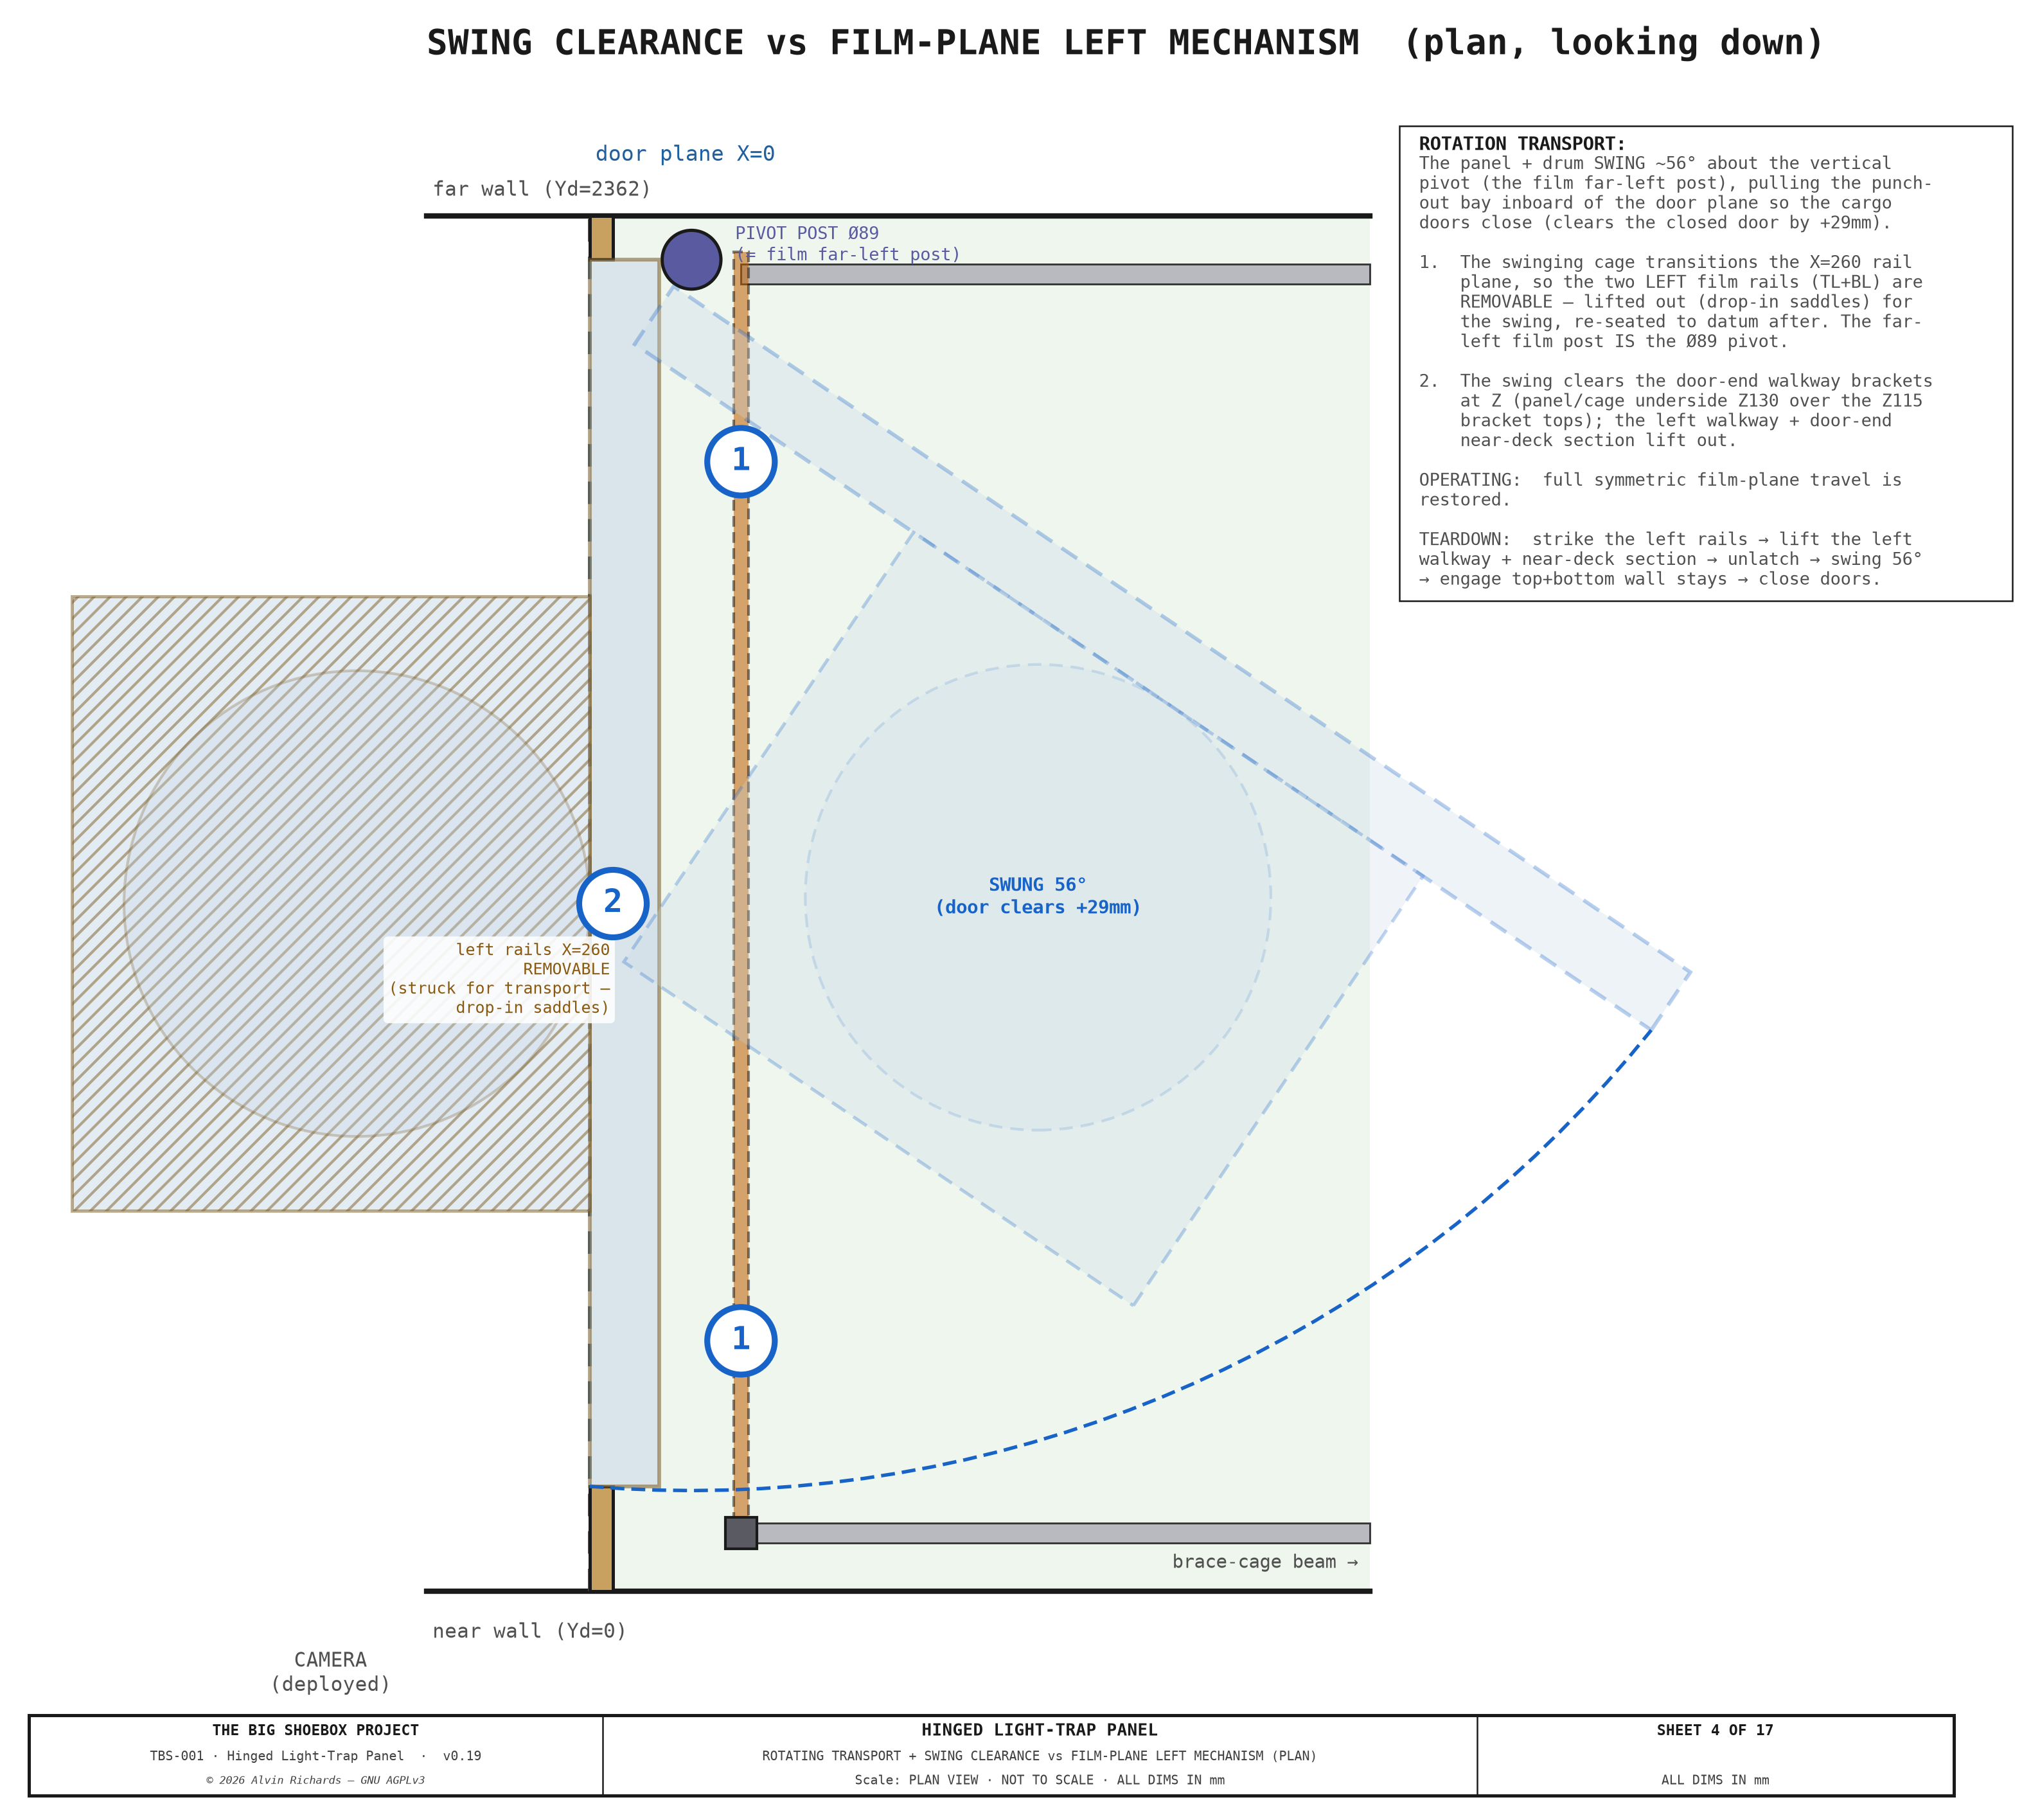 SWING CLEARANCE vs FILM-PLANE LEFT MECHANISM  (plan, looking down)
door plane X=0
far wall (Yd=2362)
PIVOT POST Ø89
(= film far-left post)
ROTATION TRANSPORT:
The panel + drum SWING ~56° about the vertical
pivot (the film far-left post), pulling the punch-
out bay inboard of the door plane so the cargo
doors close (clears the closed door by +29mm).
1.  The swinging cage transitions the X=260 rail
plane, so the two LEFT film rails (TL+BL) are
REMOVABLE — lifted out (drop-in saddles) for
the swing, re-seated to datum after. The far-
left film post IS the Ø89 pivot.
2.  The swing clears the door-end walkway brackets
at Z (panel/cage underside Z130 over the Z115
bracket tops); the left walkway + door-end
near-deck section lift out.
OPERATING:  full symmetric film-plane travel is
restored.
TEARDOWN:  strike the left rails → lift the left
walkway + near-deck section → unlatch → swing 56°
→ engage top+bottom wall stays → close doors.
1
2
SWUNG 56°
(door clears +29mm)
left rails X=260
REMOVABLE
(struck for transport —
drop-in saddles)
1
brace-cage beam →
near wall (Yd=0)
CAMERA
(deployed)
THE BIG SHOEBOX PROJECT
TBS-001 · Hinged Light-Trap Panel  ·  v0.19
© 2026 Alvin Richards — GNU AGPLv3
HINGED LIGHT-TRAP PANEL
ROTATING TRANSPORT + SWING CLEARANCE vs FILM-PLANE LEFT MECHANISM (PLAN)
Scale: PLAN VIEW · NOT TO SCALE · ALL DIMS IN mm
SHEET 4 OF 17
ALL DIMS IN mm